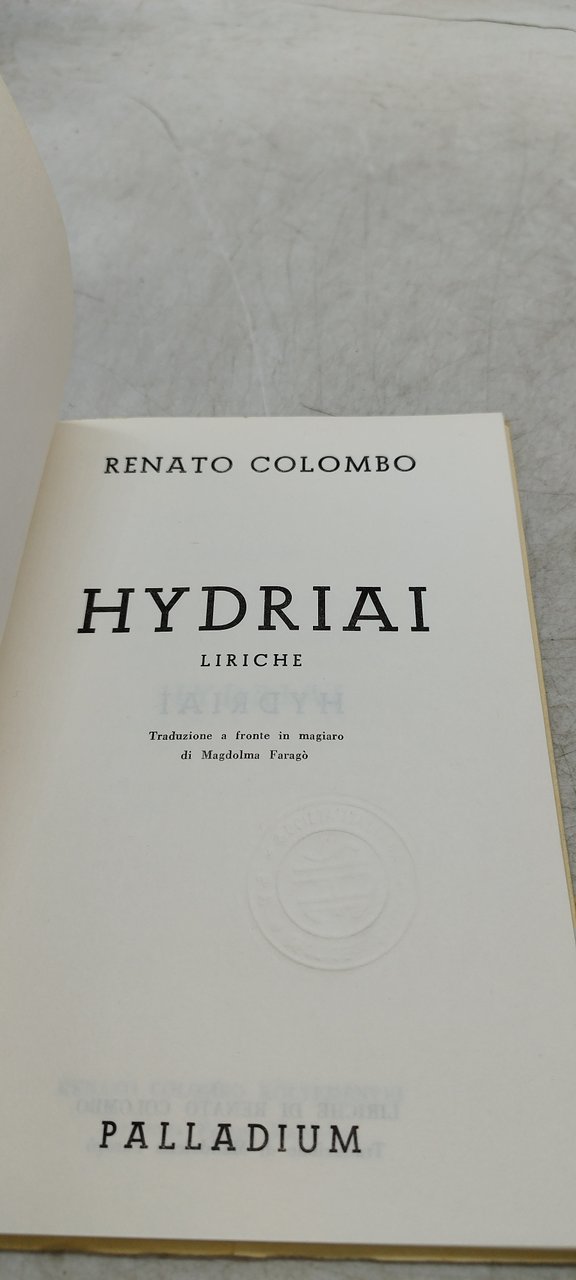 RENATO COLOMBO
HYDRIAI
LIRICHE
Traduzione a fronte in magiaro
di Magdolma Faragò
PALLADIUM